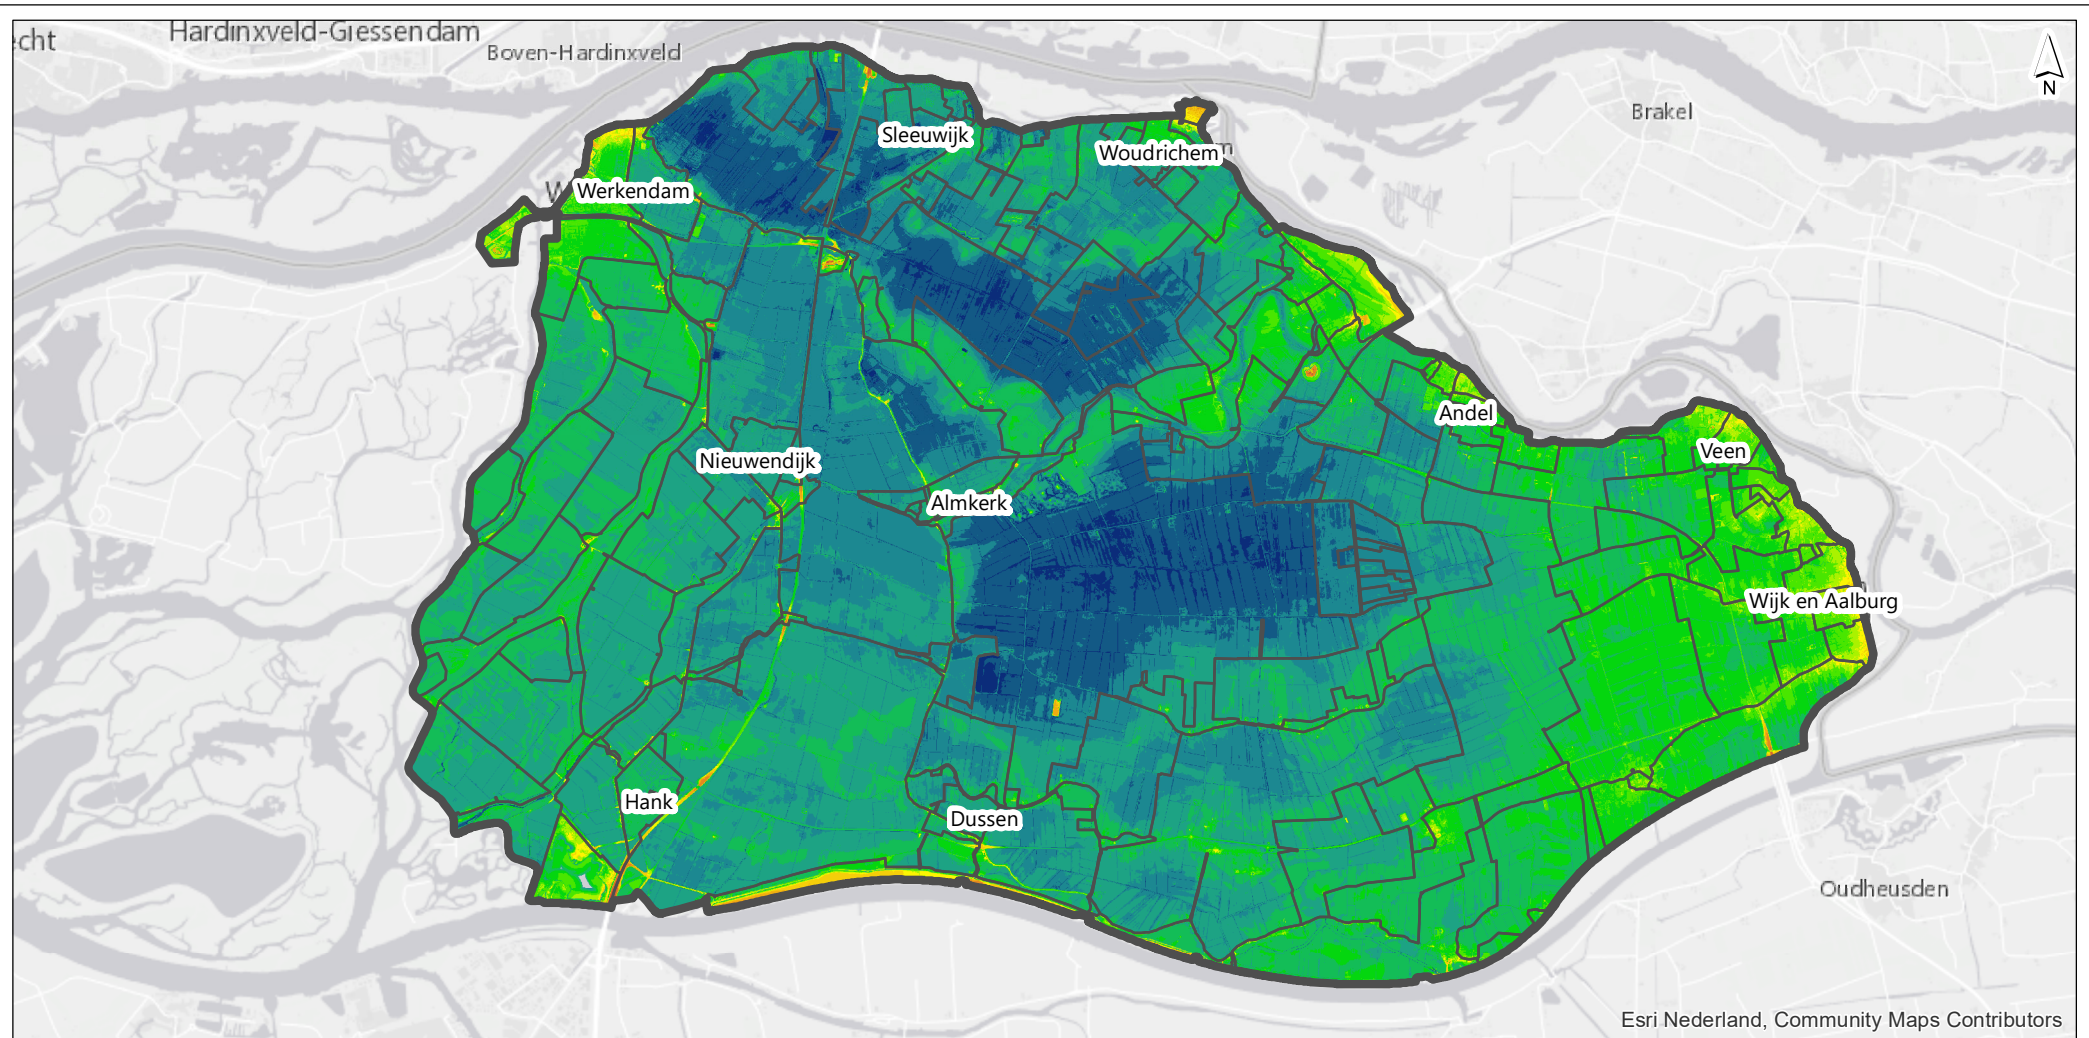 Hardinxveld-Giessendam
echt
Boven-Hardinxveld
N
Brakel
Sleeuwijk
Woudrichem
Werkendam
Andel
Veen
Nieuwendijk
Almkerk
Wijk en Aalburg
Hank
Dussen
Oudheusden
Esri Nederland, Community Maps Contributors